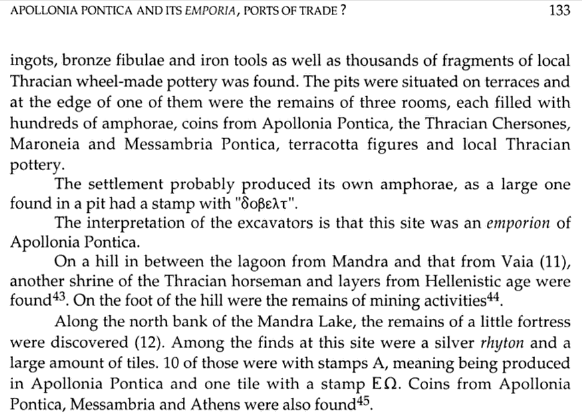 APOLLONIA PONTICA AND ITS EMPORIA, PORTS OF TRADE ? 133
ingots, bronze fibulae and iron tools as well as thousands of fragments of local
Thracian wheel-made pottery was found. The pits were situated on terraces and
at the edge of one of them were the remains of three rooms, each filled with
hundreds of amphorae, coins from Apollonia Pontica, the Thracian Chersones,
Maroneia and Messambria Pontica, terracotta figures and local Thracian
pottery.
The settlement probably produced its own amphorae, as a large one
found in a pit had a stamp with "δοβελτ".
The interpretation of the excavators is that this site was an emporion of
Apollonia Pontica.
On a hill in between the lagoon from Mandra and that from Vaia (11),
another shrine of the Thracian horseman and layers from Hellenistic age were
found43. On the foot of the hill were the remains of mining activities44.
Along the north bank of the Mandra Lake, the remains of a little fortress
were discovered (12). Among the finds at this site were a silver rhyton and a
large amount of tiles. 10 of those were with stamps A, meaning being produced
in Apollonia Pontica and one tile with a stamp ΕΩ. Coins from Apollonia
Pontica, Messambria and Athens were also found45.